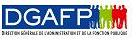 DGAFP
DIRECTION GÉNÉRALE DE L'ADMINISTRATION ET DE LA FONCTION PUBLIQUE